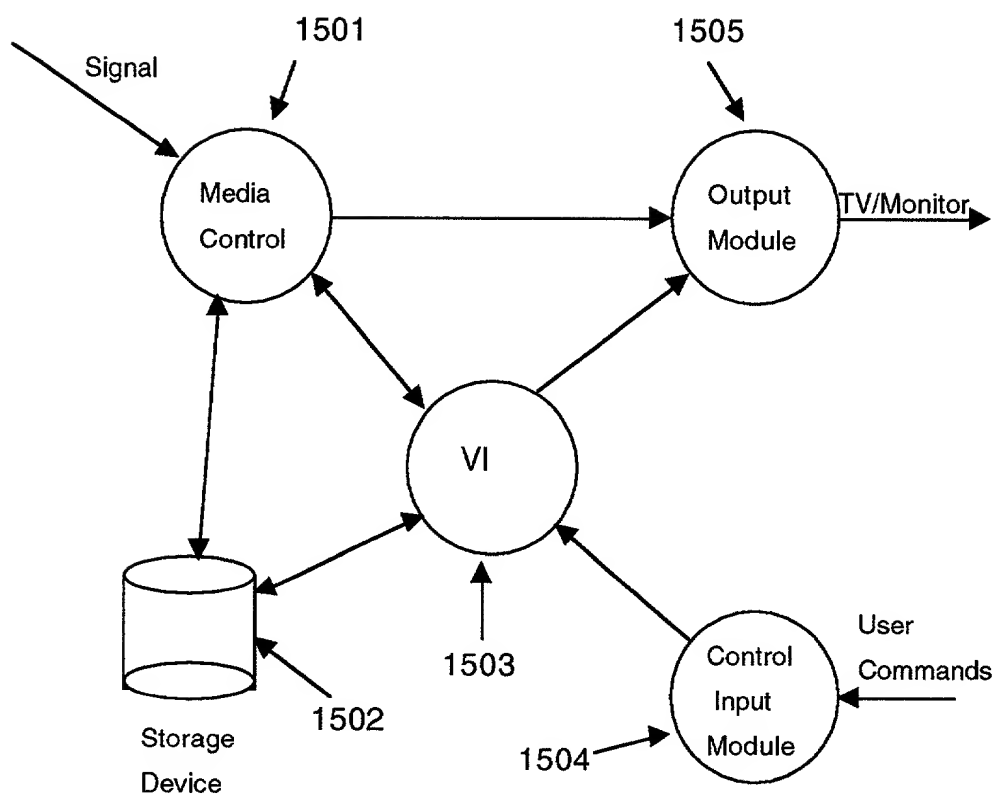 1501
1505
Signal
Media
Control
Output
Module
TV/Monitor
VI
1503
1502
Storage
Device
User
Commands
Control
Input
Module
1504